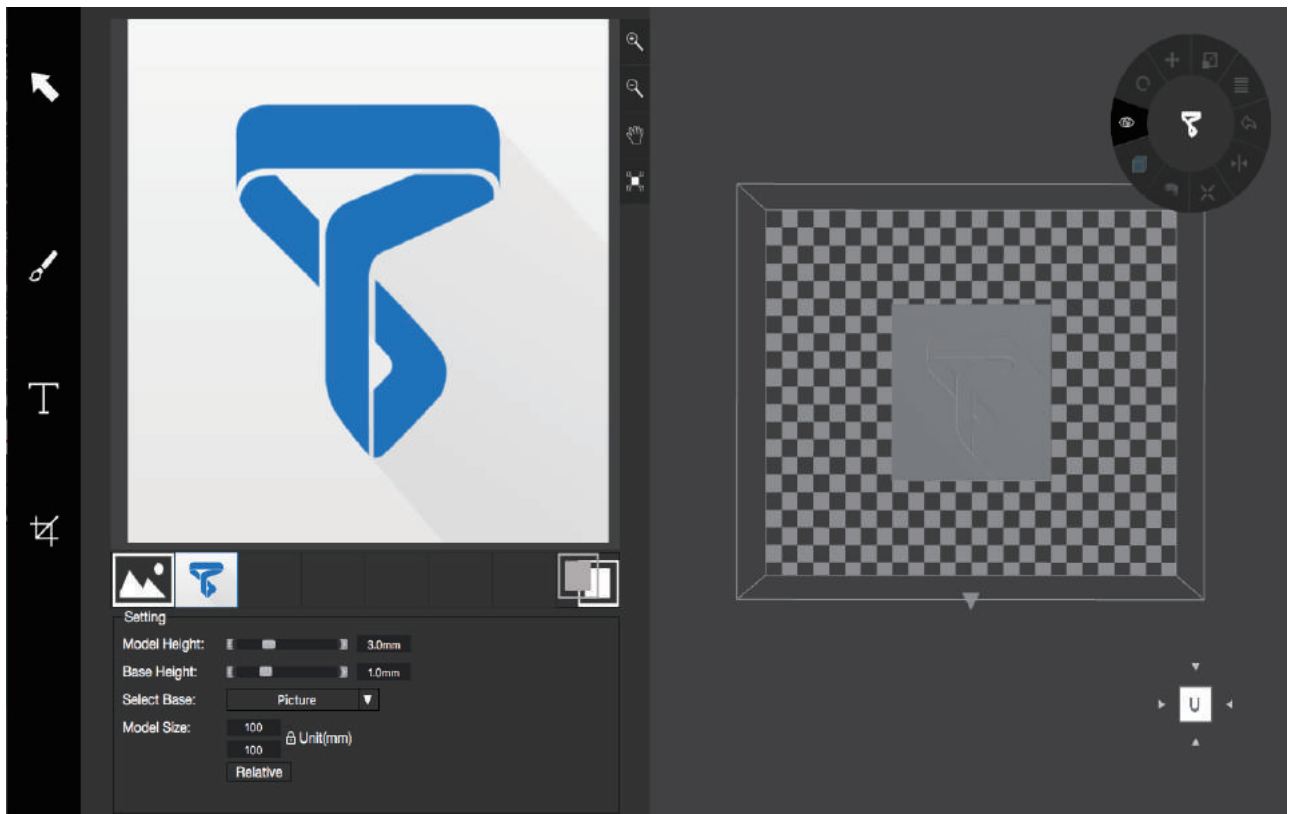 T
Setting
Model Height: 3.0mm
Base Height: 1.0mm
Select Base: Picture
Model Size: 100
100
Unit(mm)
Relative
U